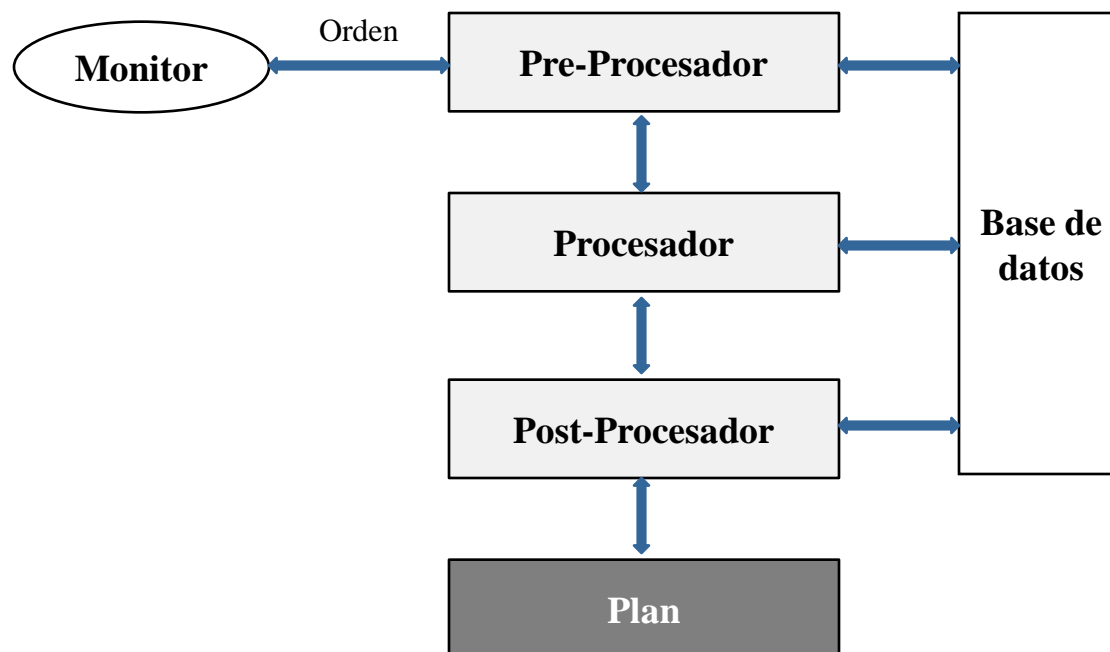 Orden
Monitor
Pre-Procesador
Procesador
Base de
datos
Post-Procesador
Plan